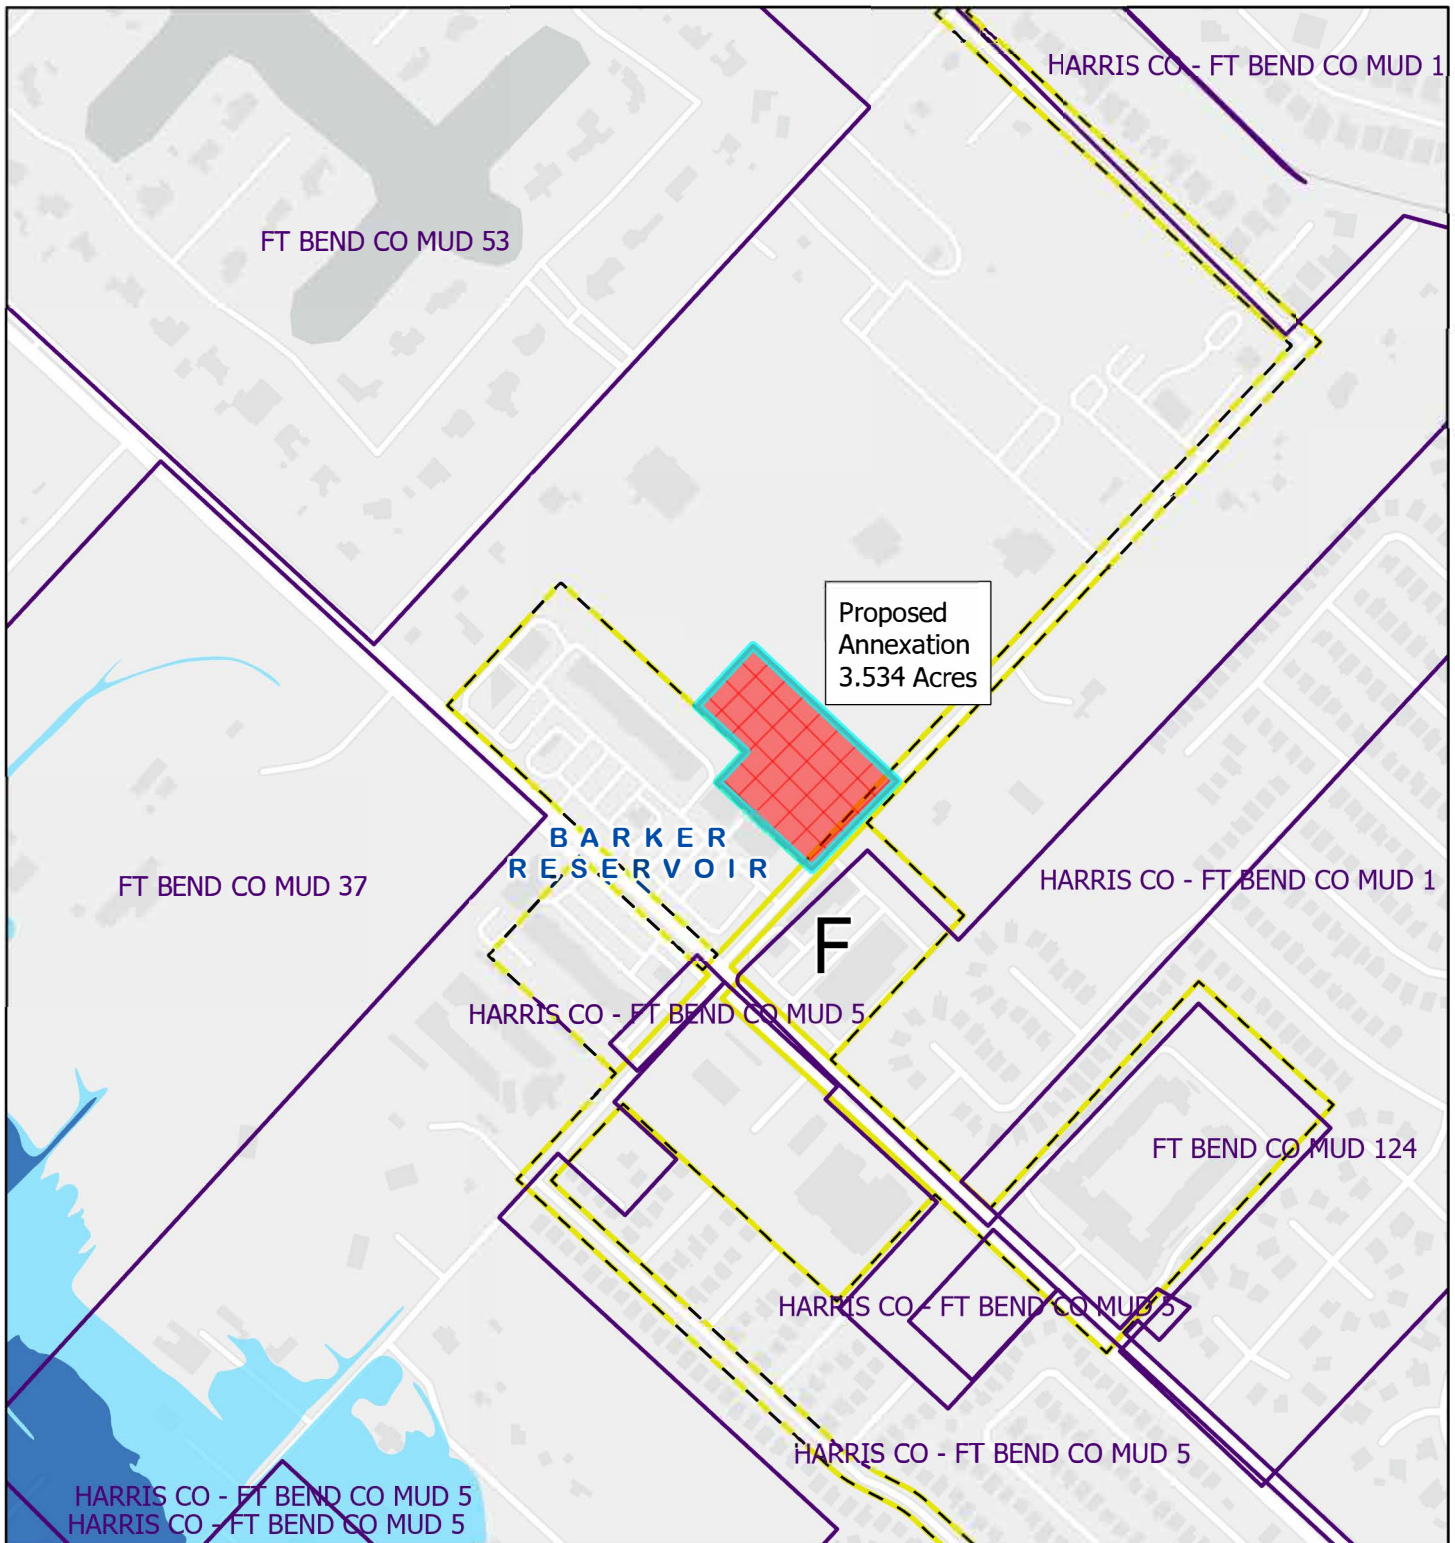 HARRIS CO - FT BEND CO MUD 1
FT BEND CO MUD 53
Proposed
Annexation
3.534 Acres
BARKER
RESERVOIR
FT BEND CO MUD 37
HARRIS CO - FT BEND CO MUD 1
F
HARRIS CO - FT BEND CO MUD 5
FT BEND CO MUD 124
HARRIS CO - FT BEND CO MUD 5
HARRIS CO - FT BEND CO MUD 5
HARRIS CO - FT BEND CO MUD 5
HARRIS CO - FT BEND CO MUD 5